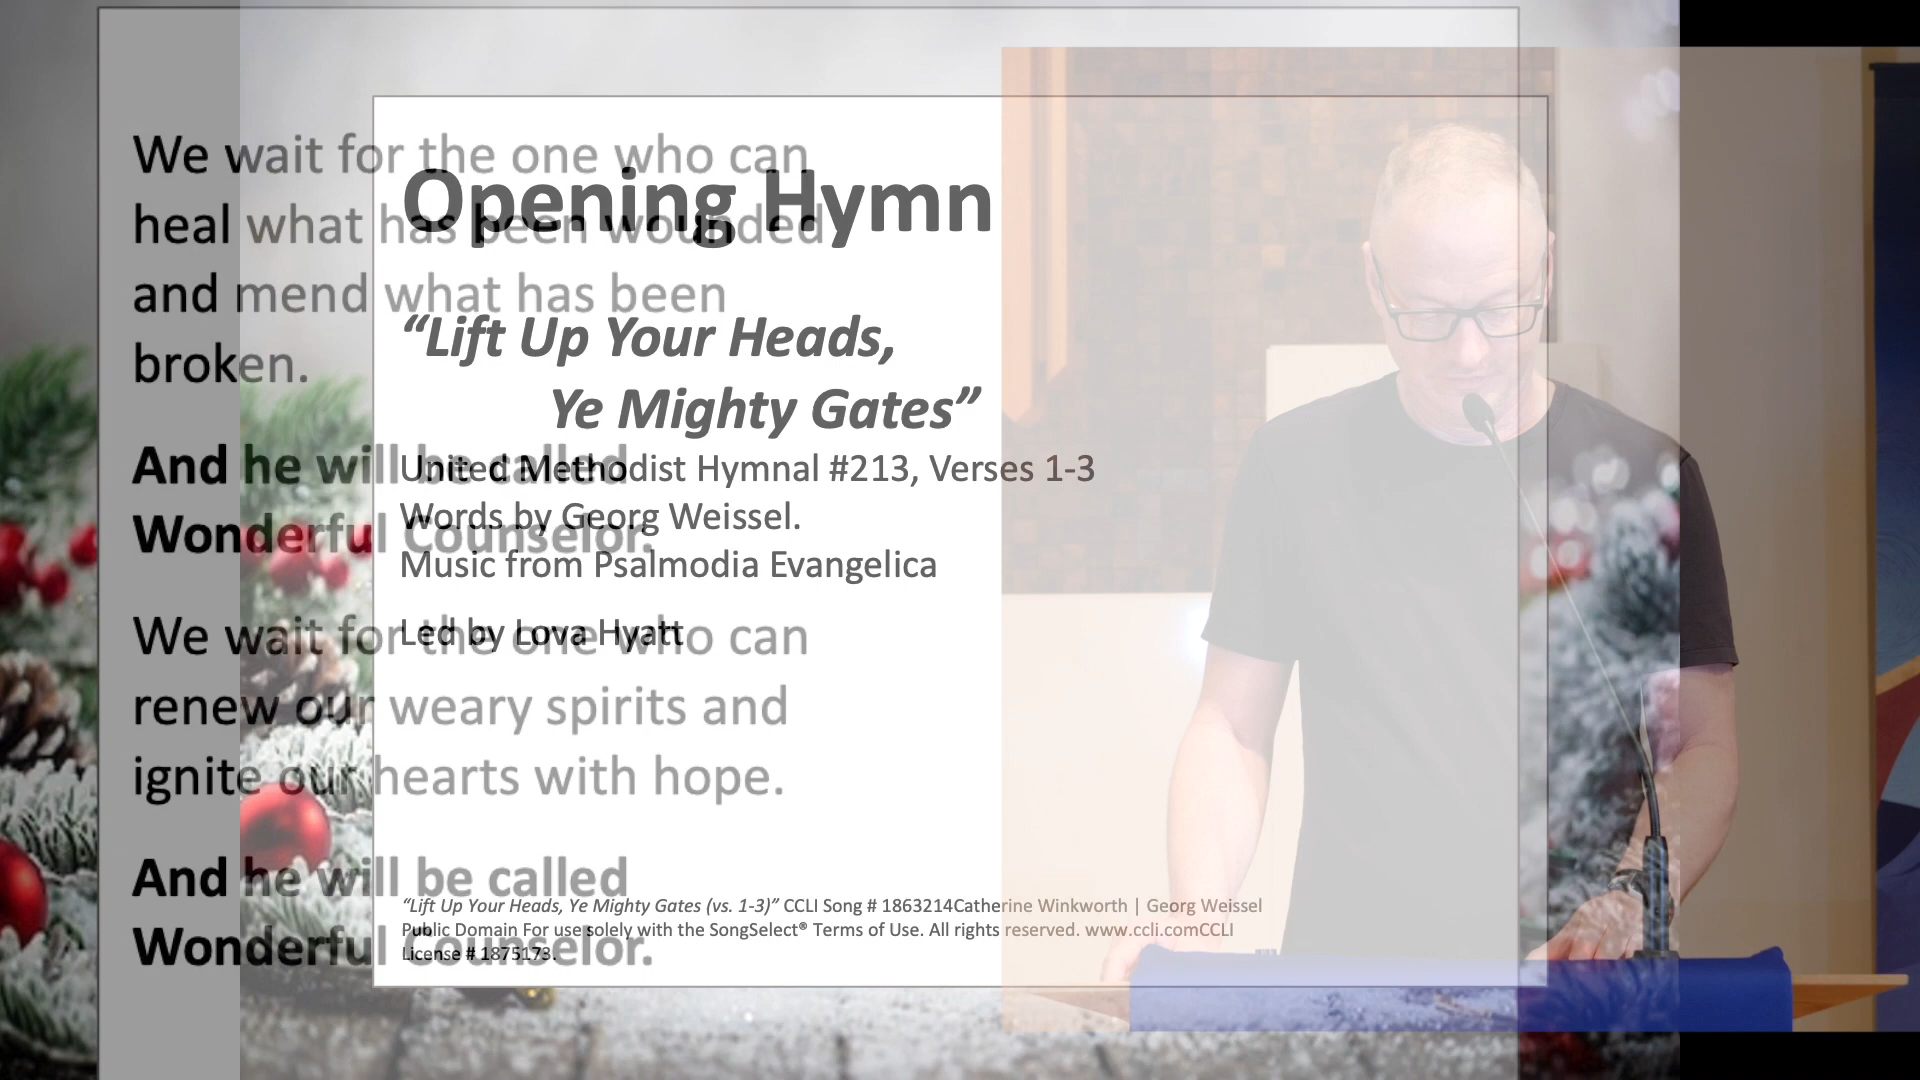 We wait for the one who can
heal what has been wounded
and mend what has been
broken.
And he will be called
Wonderful Counselor.
We wait for the one who can
renew our weary spirits and
ignite our hearts with hope.
And he will be called
Wonderful Counselor.
Opening Hymn
“Lift Up Your Heads,
Ye Mighty Gates”
United Methodist Hymnal #213, Verses 1-3
Words by Georg Weissel.
Music from Psalmodia Evangelica
Led by Lova Hyatt
“Lift Up Your Heads, Ye Mighty Gates (vs. 1-3)” CCLI Song # 1863214Catherine Winkworth | Georg Weissel
Public Domain For use solely with the SongSelect® Terms of Use. All rights reserved. www.ccli.comCCLI
License # 1875173.